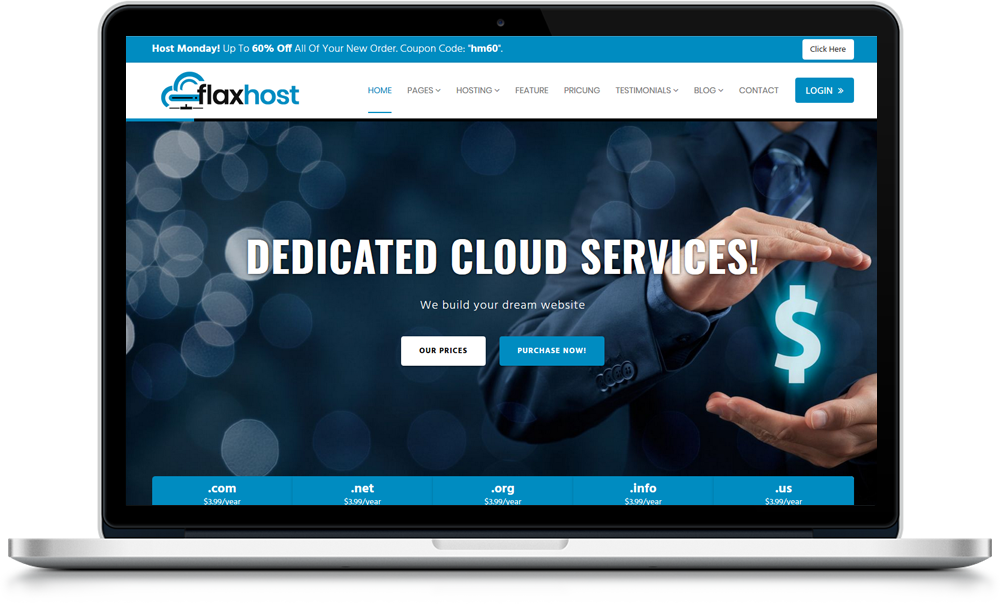 Host Monday! Up To 60% Off All Of Your New Order. Coupon Code: "hm60".
Click Here
flaxhost
HOME PAGES HOSTING FEATURE PRICUNG TESTIMONIALS BLOG CONTACT LOGIN »
DEDICATED CLOUD SERVICES!
We build your dream website
OUR PRICES PURCHASE NOW!
$
.com .net .org .info .us
$3.99/year $3.99/year $3.99/year $3.99/year $3.99/year